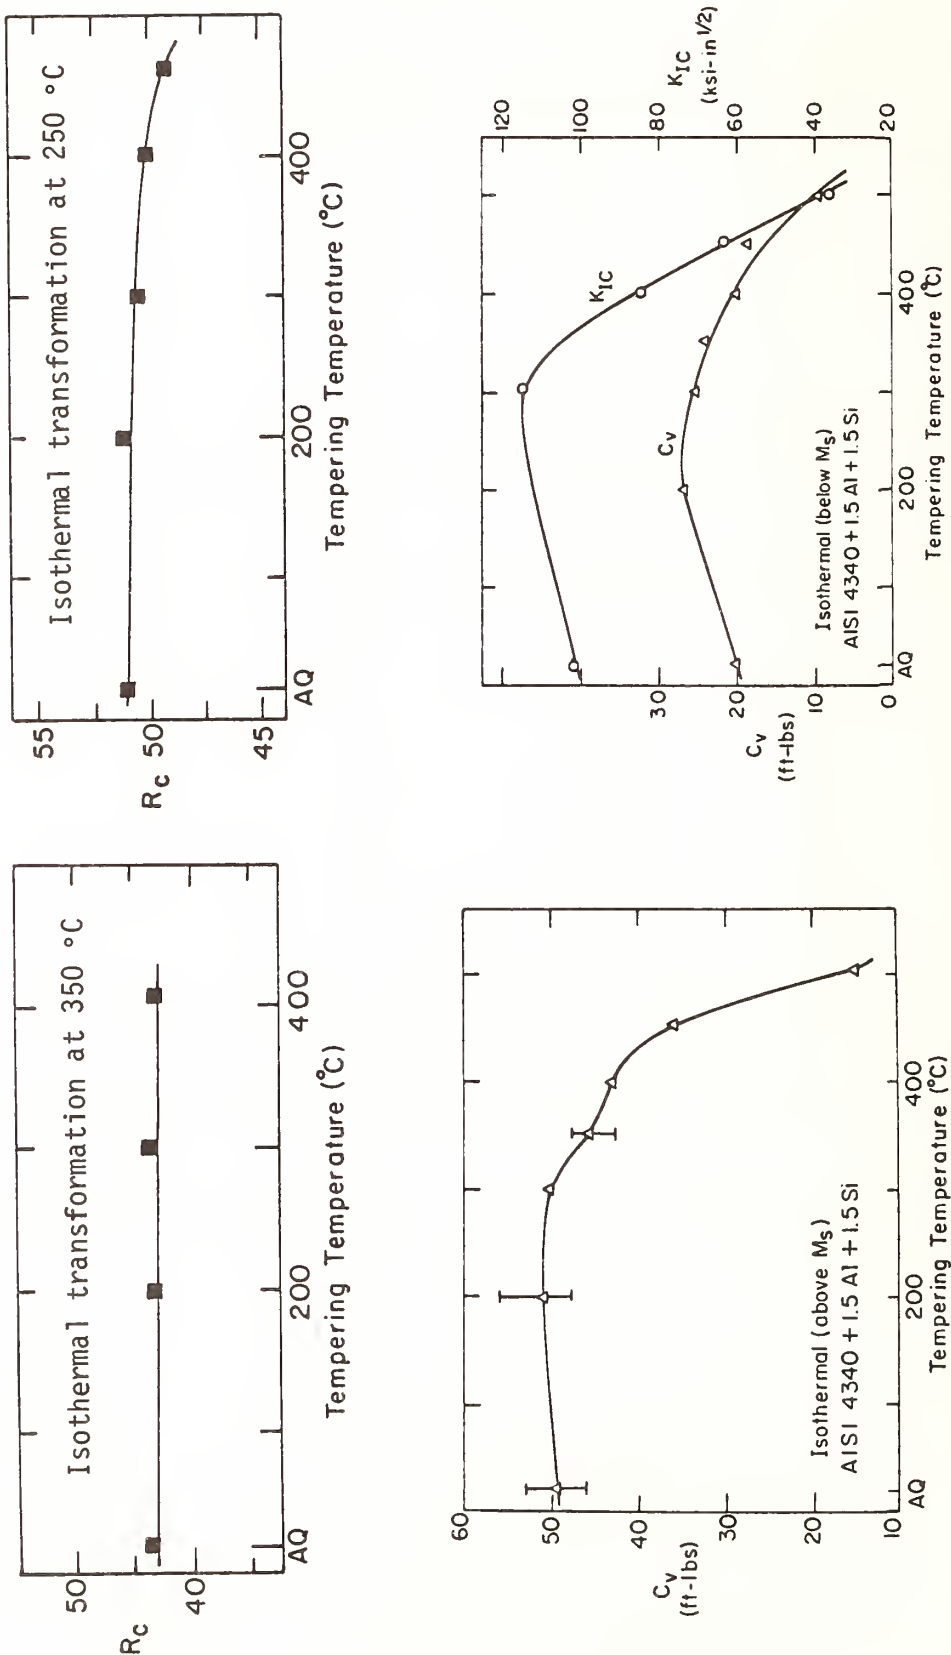 Isothermal transformation at 350 °C
50
40
Rc
AQ
200
400
Tempering Temperature (°C)
Isothermal transformation at 250 °C
55
50
45
Rc
AQ
200
400
Tempering Temperature (°C)
60
50
40
30
20
10
Cv
(ft-lbs)
Isothermal (above Ms)
AISI 4340 + 1.5 Al + 1.5 Si
AQ
200
400
Tempering Temperature (°C)
30
20
10
0
Cv
(ft-lbs)
KIC
Cv
Isothermal (below Ms)
AISI 4340 + 1.5 Al + 1.5 Si
120
100
80
60
40
20
KIC
(ksi-in1/2)
AQ
200
400
Tempering Temperature (°C)